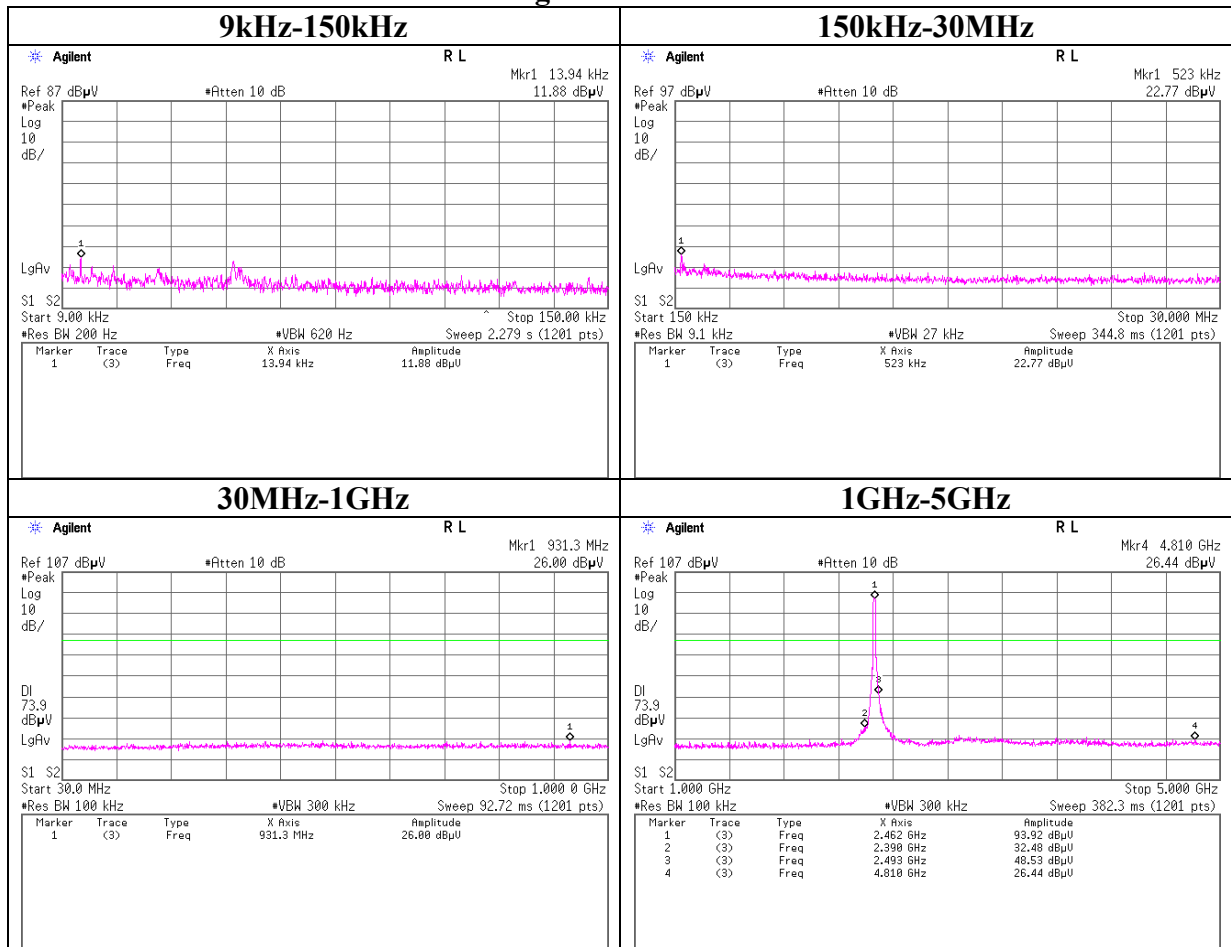 9kHz-150kHz
Agilent
R L
Mkr1 13.94 kHz
Ref 87 dBµV #Atten 10 dB 11.88 dBµV
#Peak
Log
10
dB/
1
LgAv
S1 S2
Start 9.00 kHz ^ Stop 150.00 kHz
#Res BW 200 Hz #VBW 620 Hz Sweep 2.279 s (1201 pts)
Marker Trace Type X Axis Amplitude
1 (3) Freq 13.94 kHz 11.88 dBµV
150kHz-30MHz
Agilent
R L
Mkr1 523 kHz
Ref 97 dBµV #Atten 10 dB 22.77 dBµV
#Peak
Log
10
dB/
1
LgAv
S1 S2
Start 150 kHz Stop 30.000 MHz
#Res BW 9.1 kHz #VBW 27 kHz Sweep 344.8 ms (1201 pts)
Marker Trace Type X Axis Amplitude
1 (3) Freq 523 kHz 22.77 dBµV
30MHz-1GHz
Agilent
R L
Mkr1 931.3 MHz
Ref 107 dBµV #Atten 10 dB 26.00 dBµV
#Peak
Log
10
dB/
DI
73.9
dBµV
1
LgAv
S1 S2
Start 30.0 MHz Stop 1.000 0 GHz
#Res BW 100 kHz #VBW 300 kHz Sweep 92.72 ms (1201 pts)
Marker Trace Type X Axis Amplitude
1 (3) Freq 931.3 MHz 26.00 dBµV
1GHz-5GHz
Agilent
R L
Mkr4 4.810 GHz
Ref 107 dBµV #Atten 10 dB 26.44 dBµV
#Peak
1
Log
10
dB/
3
DI
73.9
dBµV
2
4
LgAv
S1 S2
Start 1.000 GHz Stop 5.000 GHz
#Res BW 100 kHz #VBW 300 kHz Sweep 382.3 ms (1201 pts)
Marker Trace Type X Axis Amplitude
1 (3) Freq 2.462 GHz 93.92 dBµV
2 (3) Freq 2.390 GHz 32.48 dBµV
3 (3) Freq 2.493 GHz 48.53 dBµV
4 (3) Freq 4.810 GHz 26.44 dBµV